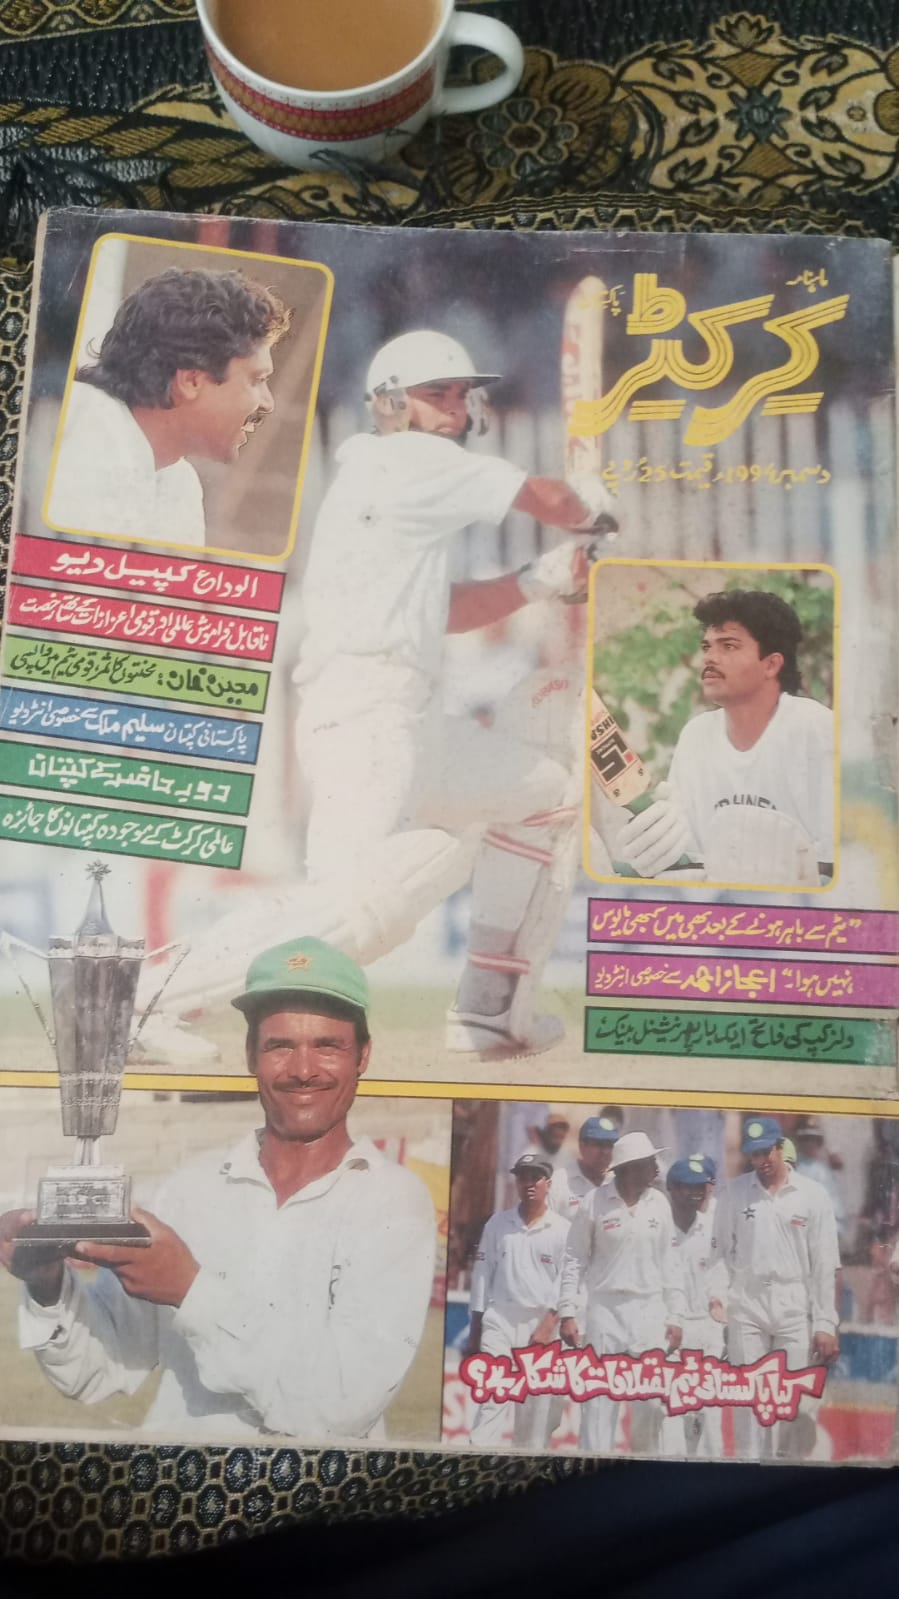 ماہنامہ
کرکٹ
پاکستان
دسمبر ۱۹۹۴ء قیمت 25 روپے
الوداع کپیل دیو
ناقابل فراموش عالمی اور قومی اعزازات کے ساتھ رخصت
معین خان: محنتوں کا ثمر قومی ٹیم میں واپسی
پاکستانی کپتان سلیم ملک سے خصوصی انٹرویو
دورِ حاضر کے کپتان
عالمی کرکٹ کے موجودہ کپتانوں کا جائزہ
"ٹیم سے باہر ہونے کے بعد بھی میں کبھی مایوس
نہیں ہوا۔" اعجاز احمد سے خصوصی انٹرویو
ولز کپ کی فاتح ایک بار پھر نیشنل بینک
کیا پاکستانی ٹیم اختلافات کا شکار ہے؟